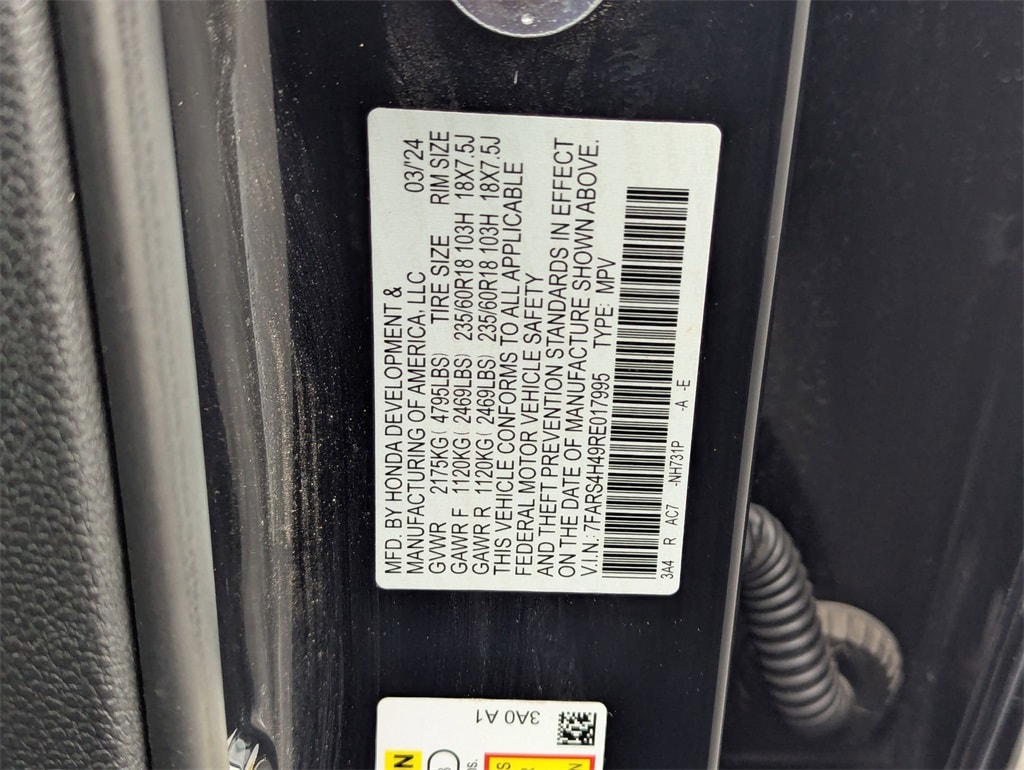 MFD. BY HONDA DEVELOPMENT &
MANUFACTURING OF AMERICA, LLC 03/'24
GVWR 2175KG( 4795LBS) TIRE SIZE RIM SIZE
GAWR F 1120KG( 2469LBS) 235/60R18 103H 18X7.5J
GAWR R 1120KG( 2469LBS) 235/60R18 103H 18X7.5J
THIS VEHICLE CONFORMS TO ALL APPLICABLE
FEDERAL MOTOR VEHICLE SAFETY
AND THEFT PREVENTION STANDARDS IN EFFECT
ON THE DATE OF MANUFACTURE SHOWN ABOVE.
V.I.N.: 7FARS4H49RE017995 TYPE: MPV
3A4 R AC7 -NH731P -A -E
3A0 A1